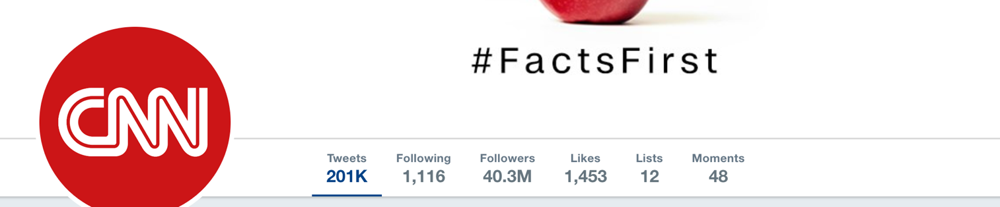 #FactsFirst
CNN
Tweets Following Followers Likes Lists Moments
201K 1,116 40.3M 1,453 12 48